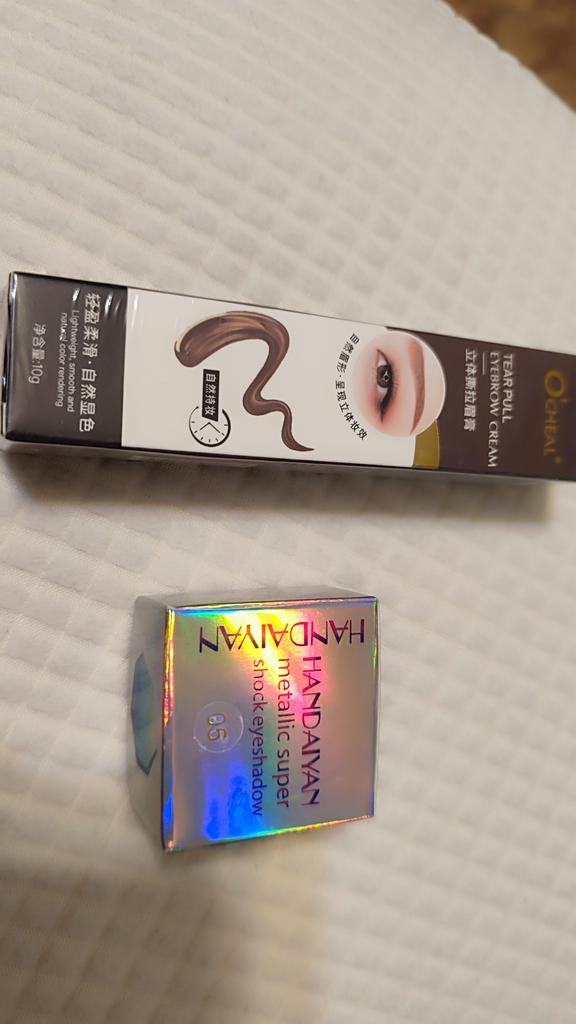 O'CHEAL®
TEAR PULL
EYEBROW CREAM
立体撕拉眉膏
自然眉形·呈现立体妆效
自然持妆
轻盈柔滑·自然显色
Lightweight, smooth and
natural color rendering
净含量:10g
HANDAIYAN
HANDAIYAN
metallic super
shockeyeshadow
06